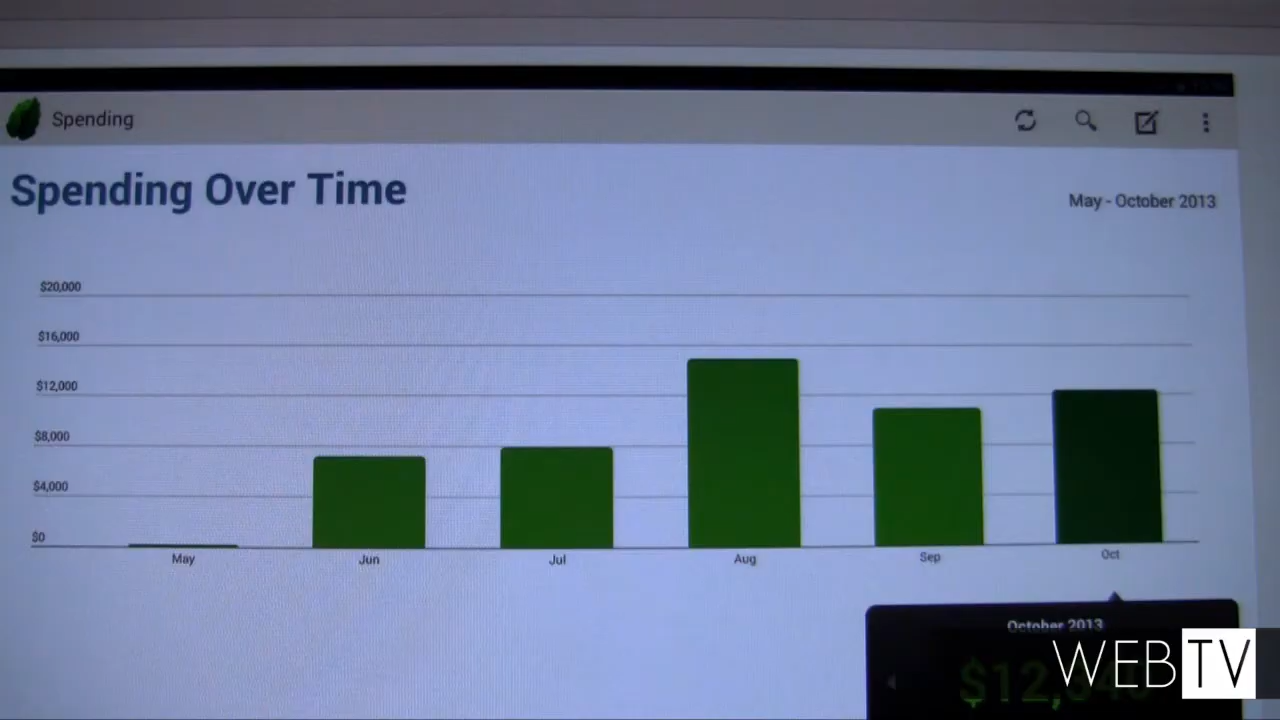 Spending
Spending Over Time
May - October 2013
$20,000
$16,000
$12,000
$8,000
$4,000
$0
May
Jun
Jul
Aug
Sep
Oct
October 2013
WEBTV